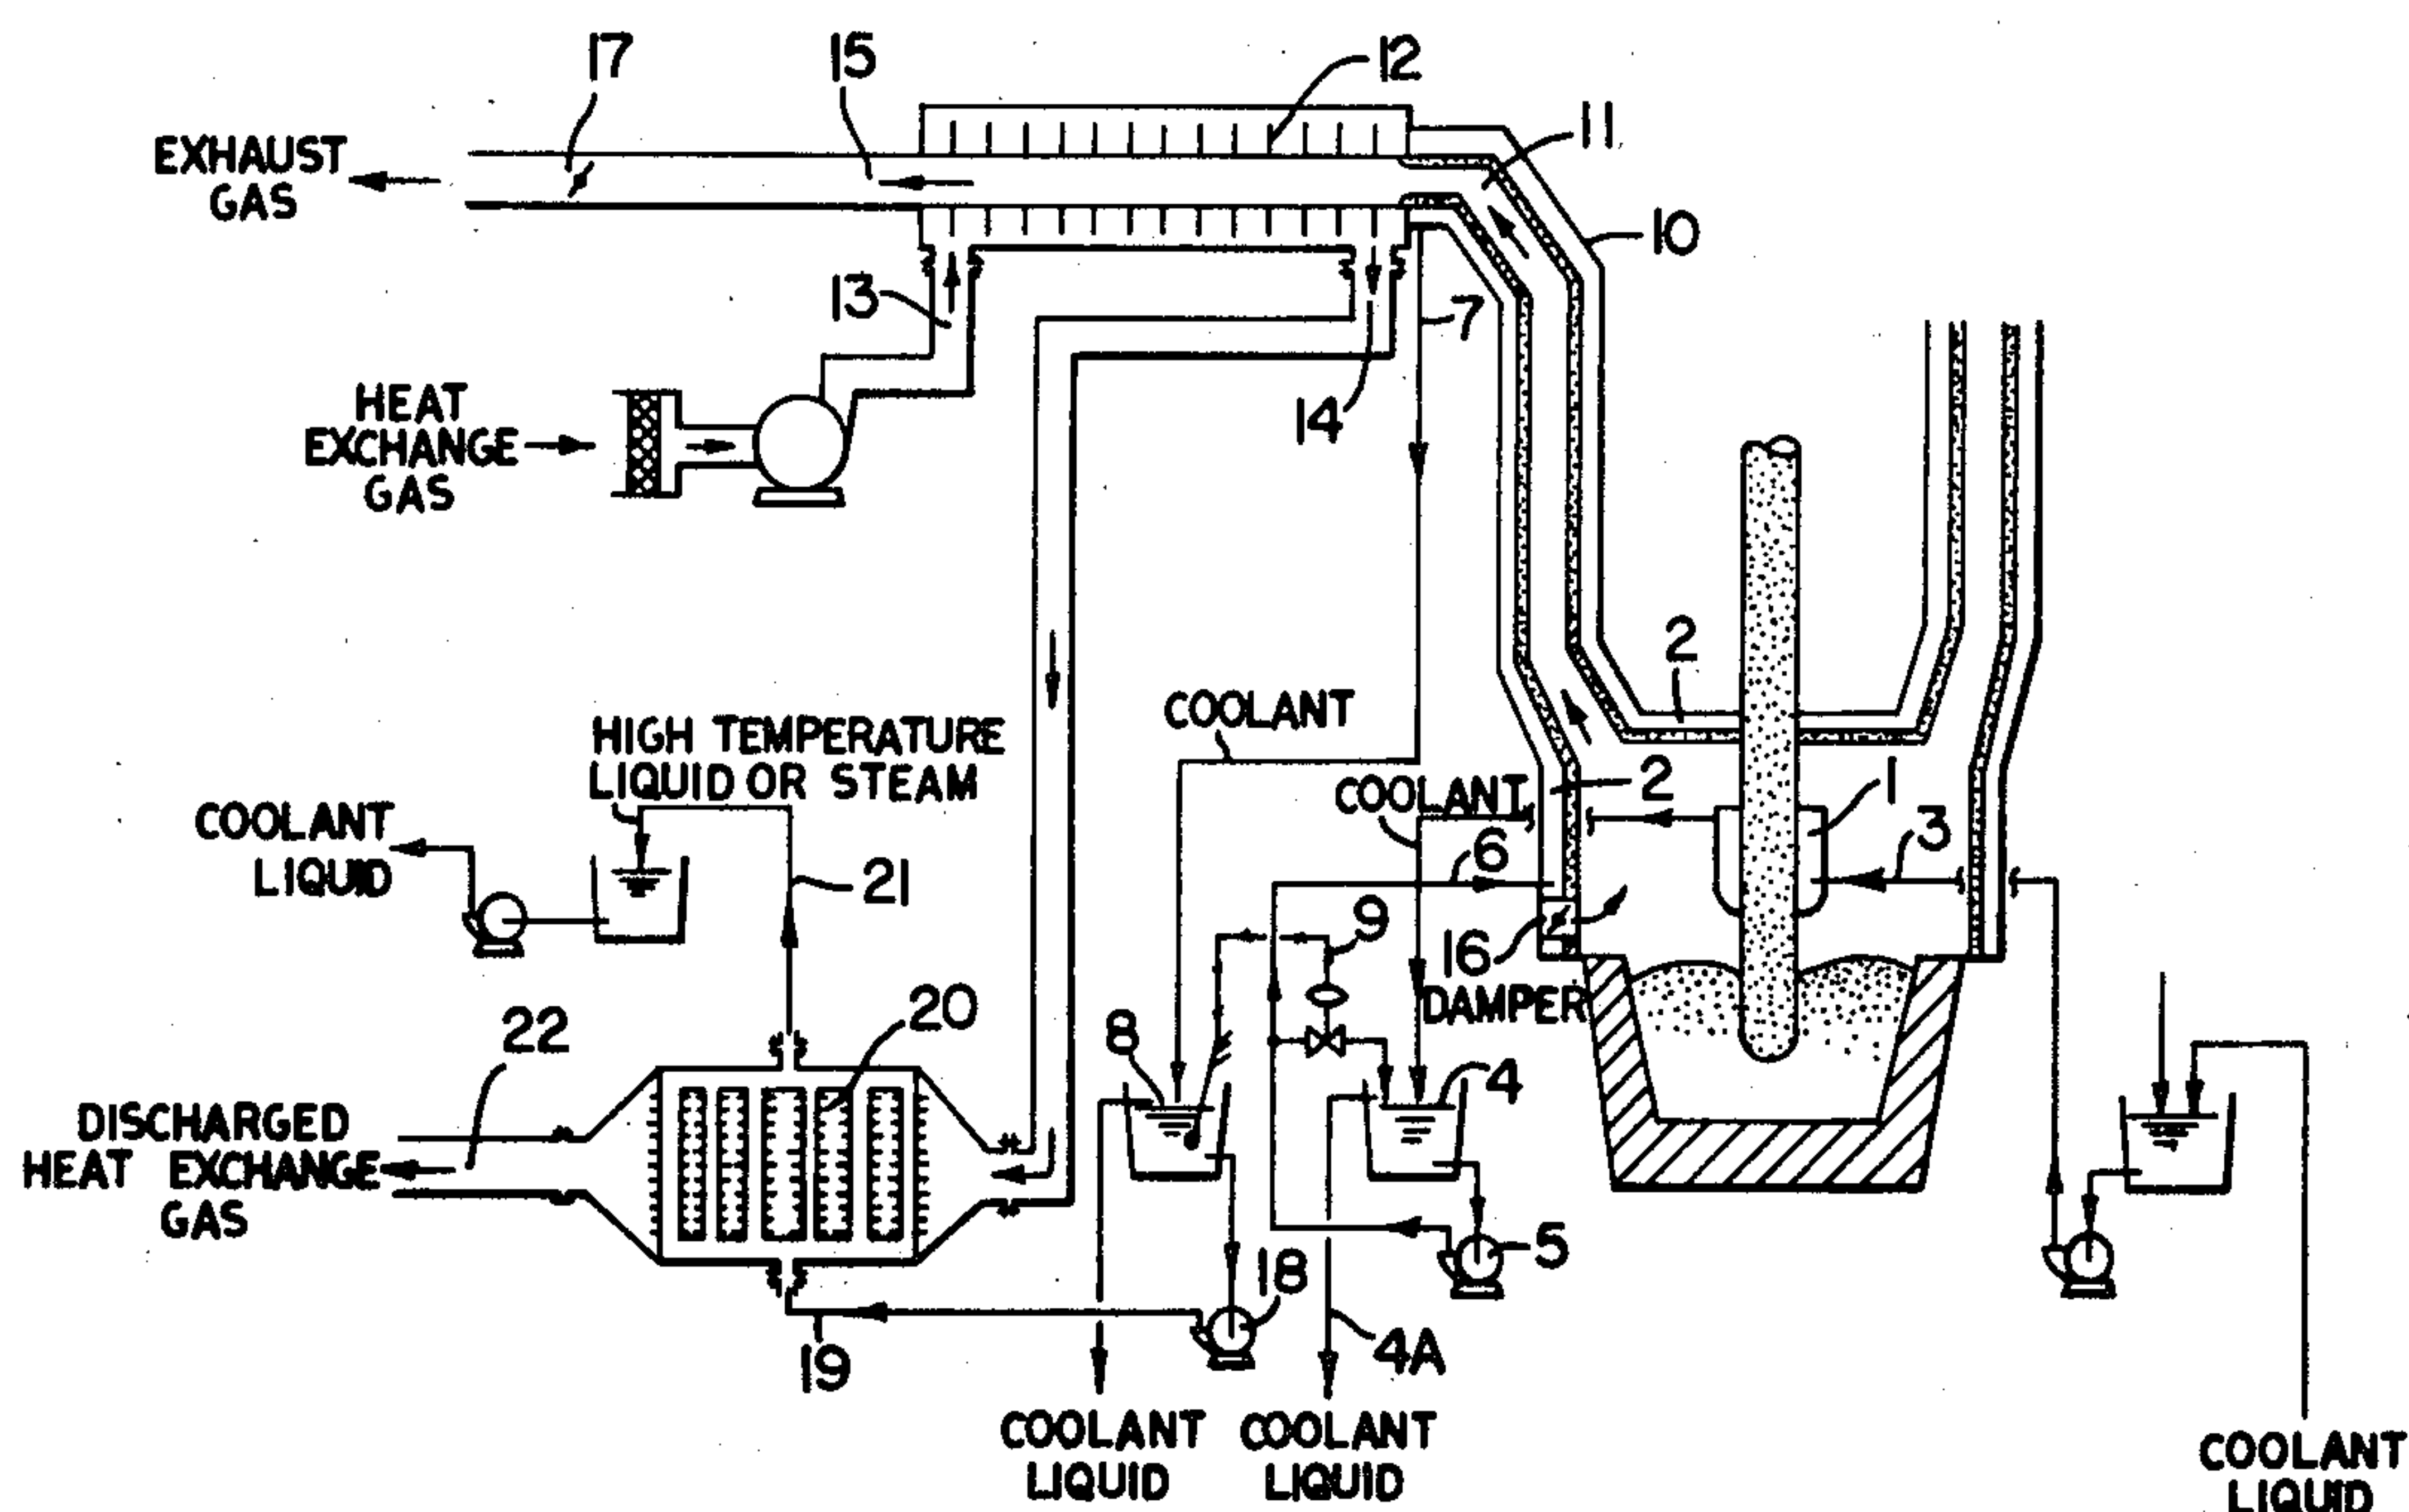 17
15
12
11
EXHAUST
GAS
10
13
7
HEAT
EXCHANGE
GAS
14
2
COOLANT
HIGH TEMPERATURE
LIQUID OR STEAM
2
COOLANT
1
COOLANT
LIQUID
3
6
21
9
16
DAMPER
22
20
8
4
DISCHARGED
HEAT EXCHANGE
GAS
5
18
19
4A
COOLANT
LIQUID
COOLANT
LIQUID
COOLANT
LIQUID